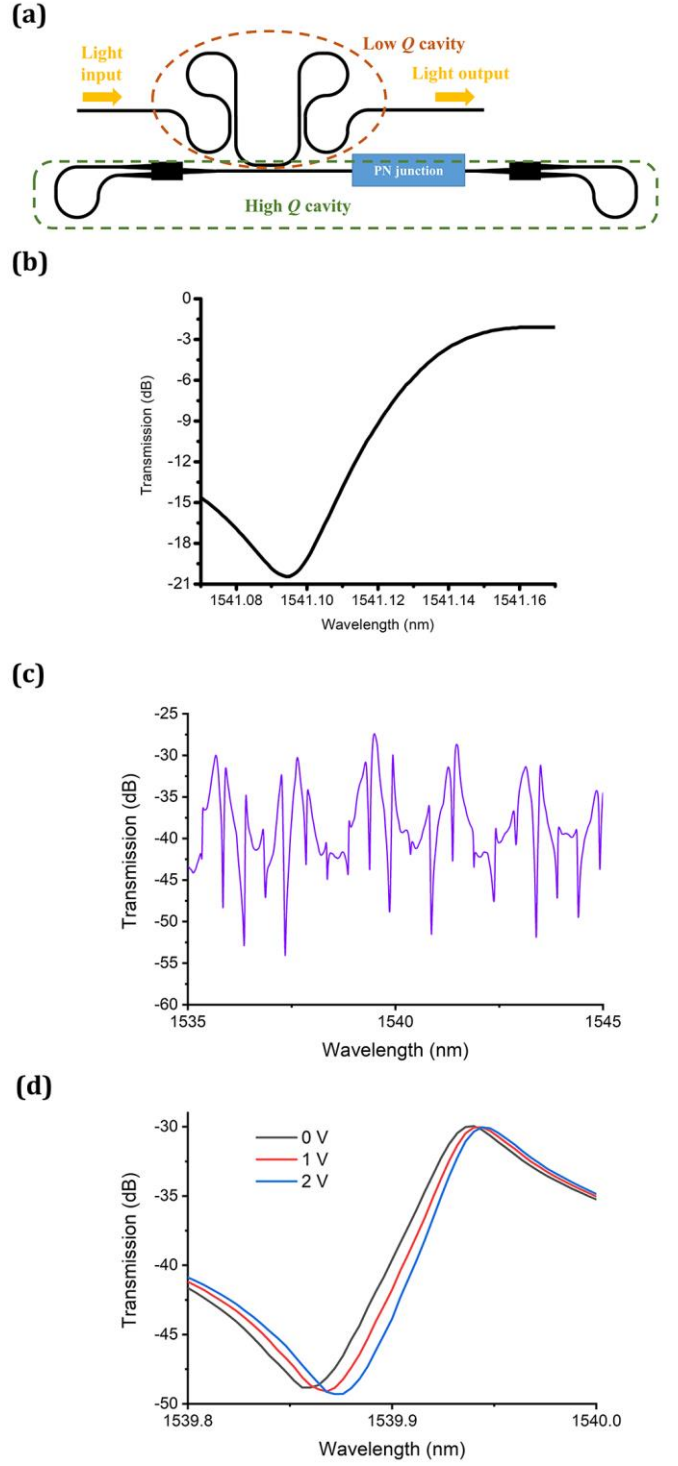 (a)
Low Q cavity
Light
input
Light output
PN junction
High Q cavity
(b)
0
-3
-6
-9
-12
-15
-18
-21
Transmission (dB)
1541.08 1541.10 1541.12 1541.14 1541.16
Wavelength (nm)
(c)
-25
-30
-35
-40
-45
-50
-55
-60
Transmission (dB)
1535 1540 1545
Wavelength (nm)
(d)
0 V
1 V
2 V
-30
-35
-40
-45
-50
Transmission (dB)
1539.8 1539.9 1540.0
Wavelength (nm)